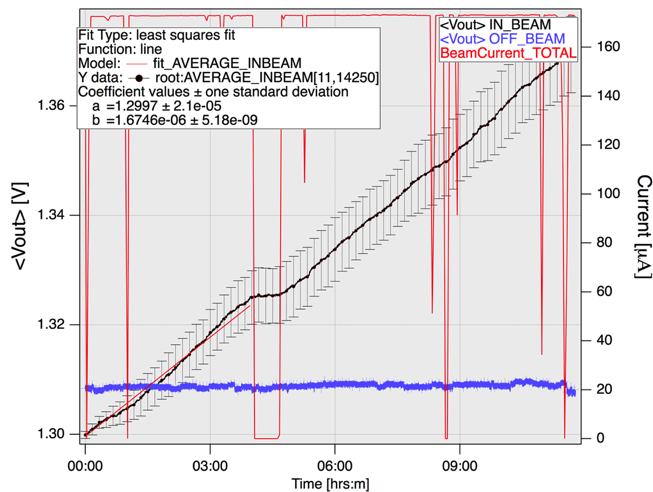 Fit Type: least squares fit
Function: line
Model: fit_AVERAGE_INBEAM
Y data: root:AVERAGE_INBEAM[11,14250]
Coefficient values ± one standard deviation
a =1.2997 ± 2.1e-05
b =1.6746e-06 ± 5.18e-09
<Vout> IN_BEAM
<Vout> OFF_BEAM
BeamCurrent_TOTAL
<Vout> [V]
1.36
1.34
1.32
1.30
160
140
120
100
80
60
40
20
0
Current [µA]
00:00 03:00 06:00 09:00
Time [hrs:m]